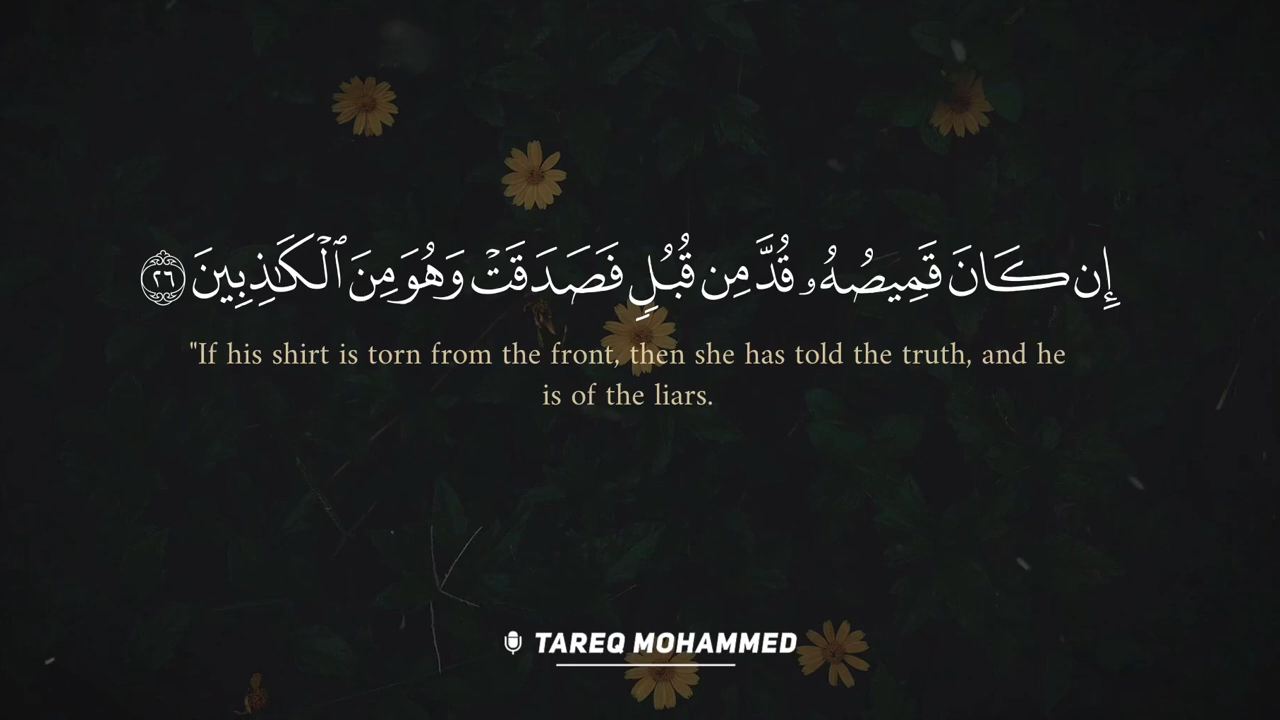 إِن كَانَ قَمِيصُهُۥ قُدَّ مِن قُبُلٍ فَصَدَقَتْ وَهُوَ مِنَ ٱلْكَٰذِبِينَ ٢٦
"If his shirt is torn from the front, then she has told the truth, and he
is of the liars.
TAREQ MOHAMMED